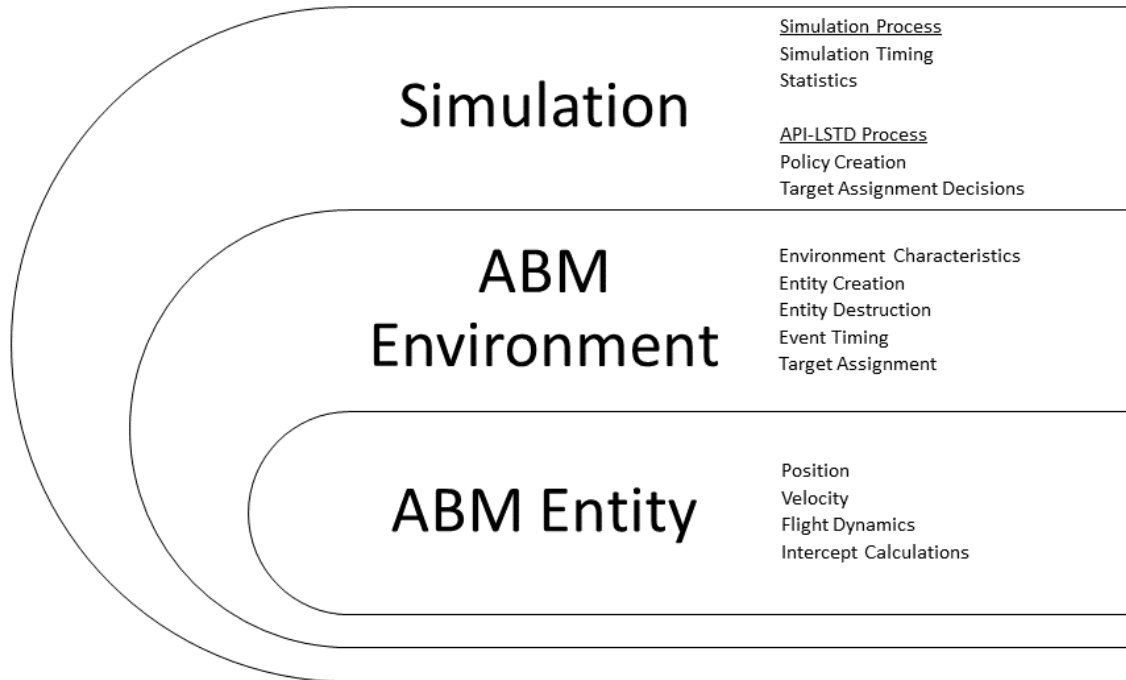 Simulation
Simulation Process
Simulation Timing
Statistics
API-LSTD Process
Policy Creation
Target Assignment Decisions
ABM
Environment
Environment Characteristics
Entity Creation
Entity Destruction
Event Timing
Target Assignment
ABM Entity
Position
Velocity
Flight Dynamics
Intercept Calculations